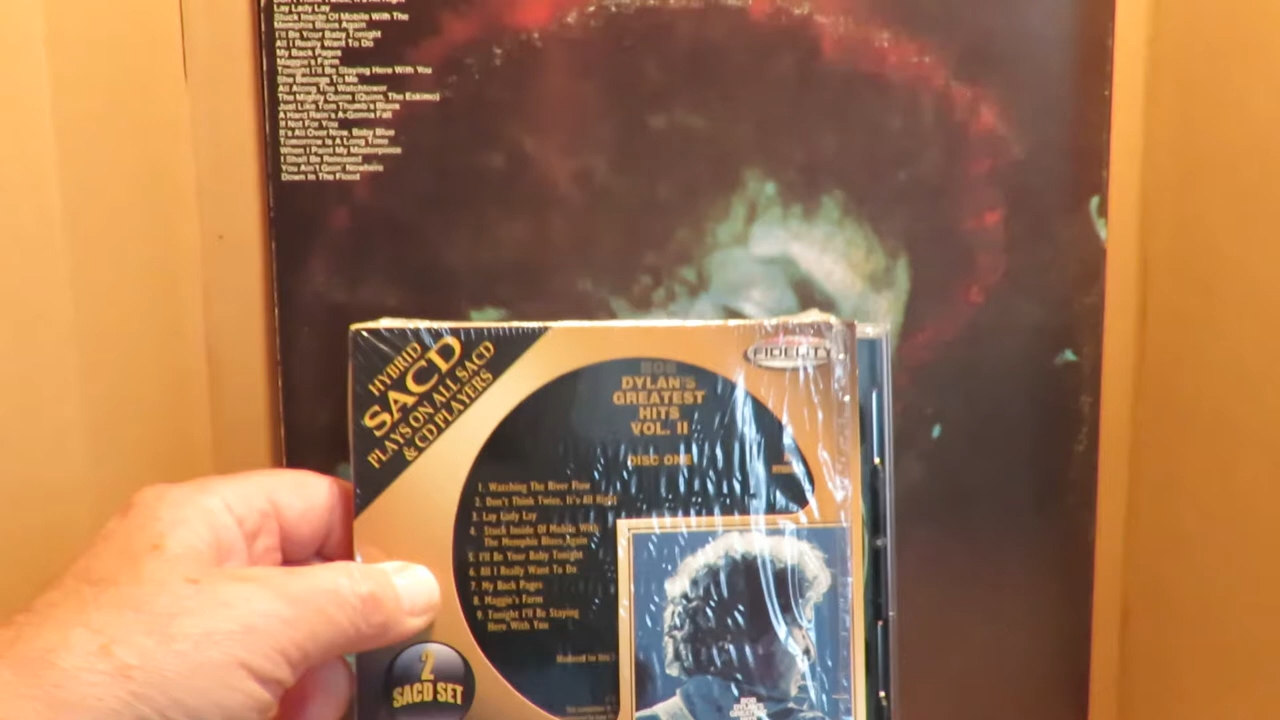 Lay Lady Lay
Stuck Inside Of Mobile With The
Memphis Blues Again
I'll Be Your Baby Tonight
All I Really Want To Do
My Back Pages
Maggie's Farm
Tonight I'll Be Staying Here With You
She Belongs To Me
All Along The Watchtower
The Mighty Quinn (Quinn, The Eskimo)
Just Like Tom Thumb's Blues
A Hard Rain's A-Gonna Fall
If Not For You
It's All Over Now, Baby Blue
Tomorrow Is A Long Time
When I Paint My Masterpiece
I Shall Be Released
You Ain't Goin' Nowhere
Down In The Flood
HYBRID
SACD
PLAYS ON ALL SACD
& CD PLAYERS
FIDELITY
BOB
DYLAN'S
GREATEST
HITS
VOL. II
DISC ONE
1. Watching The River Flow
2. Don't Think Twice, It's All Right
3. Lay Lady Lay
4. Stuck Inside Of Mobile With
The Memphis Blues Again
5. I'll Be Your Baby Tonight
6. All I Really Want To Do
7. My Back Pages
8. Maggie's Farm
9. Tonight I'll Be Staying
Here With You
2
SACD SET
BOB
DYLAN'S
GREATEST